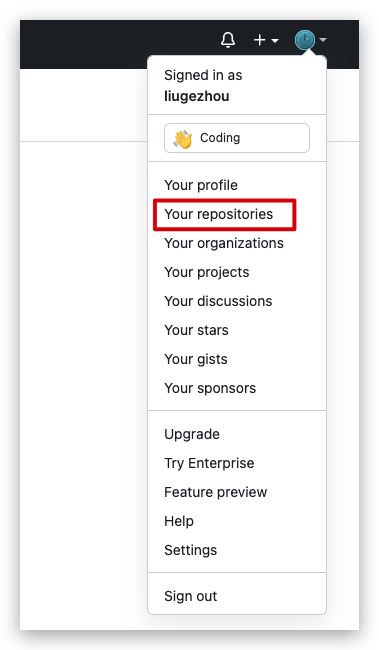 Signed in as
liugezhou
Coding
Your profile
Your repositories
Your organizations
Your projects
Your discussions
Your stars
Your gists
Your sponsors
Upgrade
Try Enterprise
Feature preview
Help
Settings
Sign out